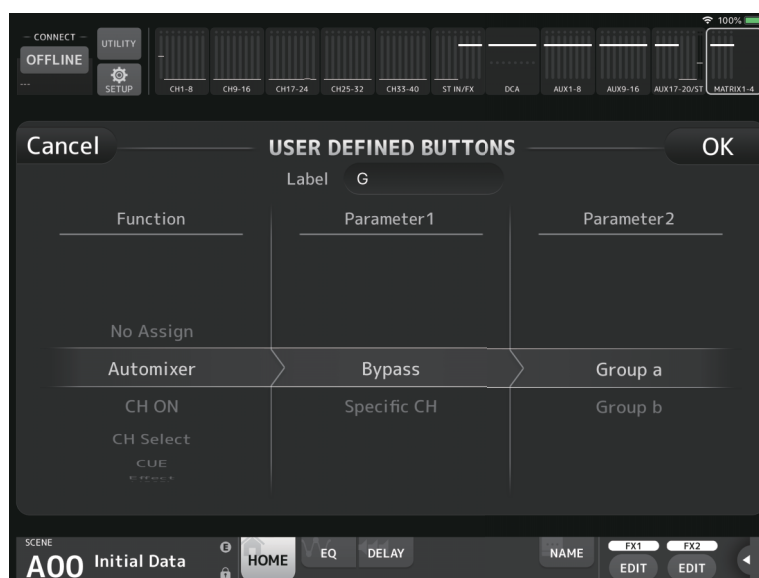 100%
CONNECT
OFFLINE
---
UTILITY
SETUP
CH1-8
CH9-16
CH17-24
CH25-32
CH33-40
ST IN/FX
DCA
AUX1-8
AUX9-16
AUX17-20/ST
MATRIX1-4
Cancel
USER DEFINED BUTTONS
OK
Label G
Function
Parameter1
Parameter2
No Assign
Automixer
Bypass
Group a
CH ON
Specific CH
Group b
CH Select
CUE
Effect
SCENE
A00 Initial Data
E
HOME
EQ
DELAY
NAME
FX1
EDIT
FX2
EDIT